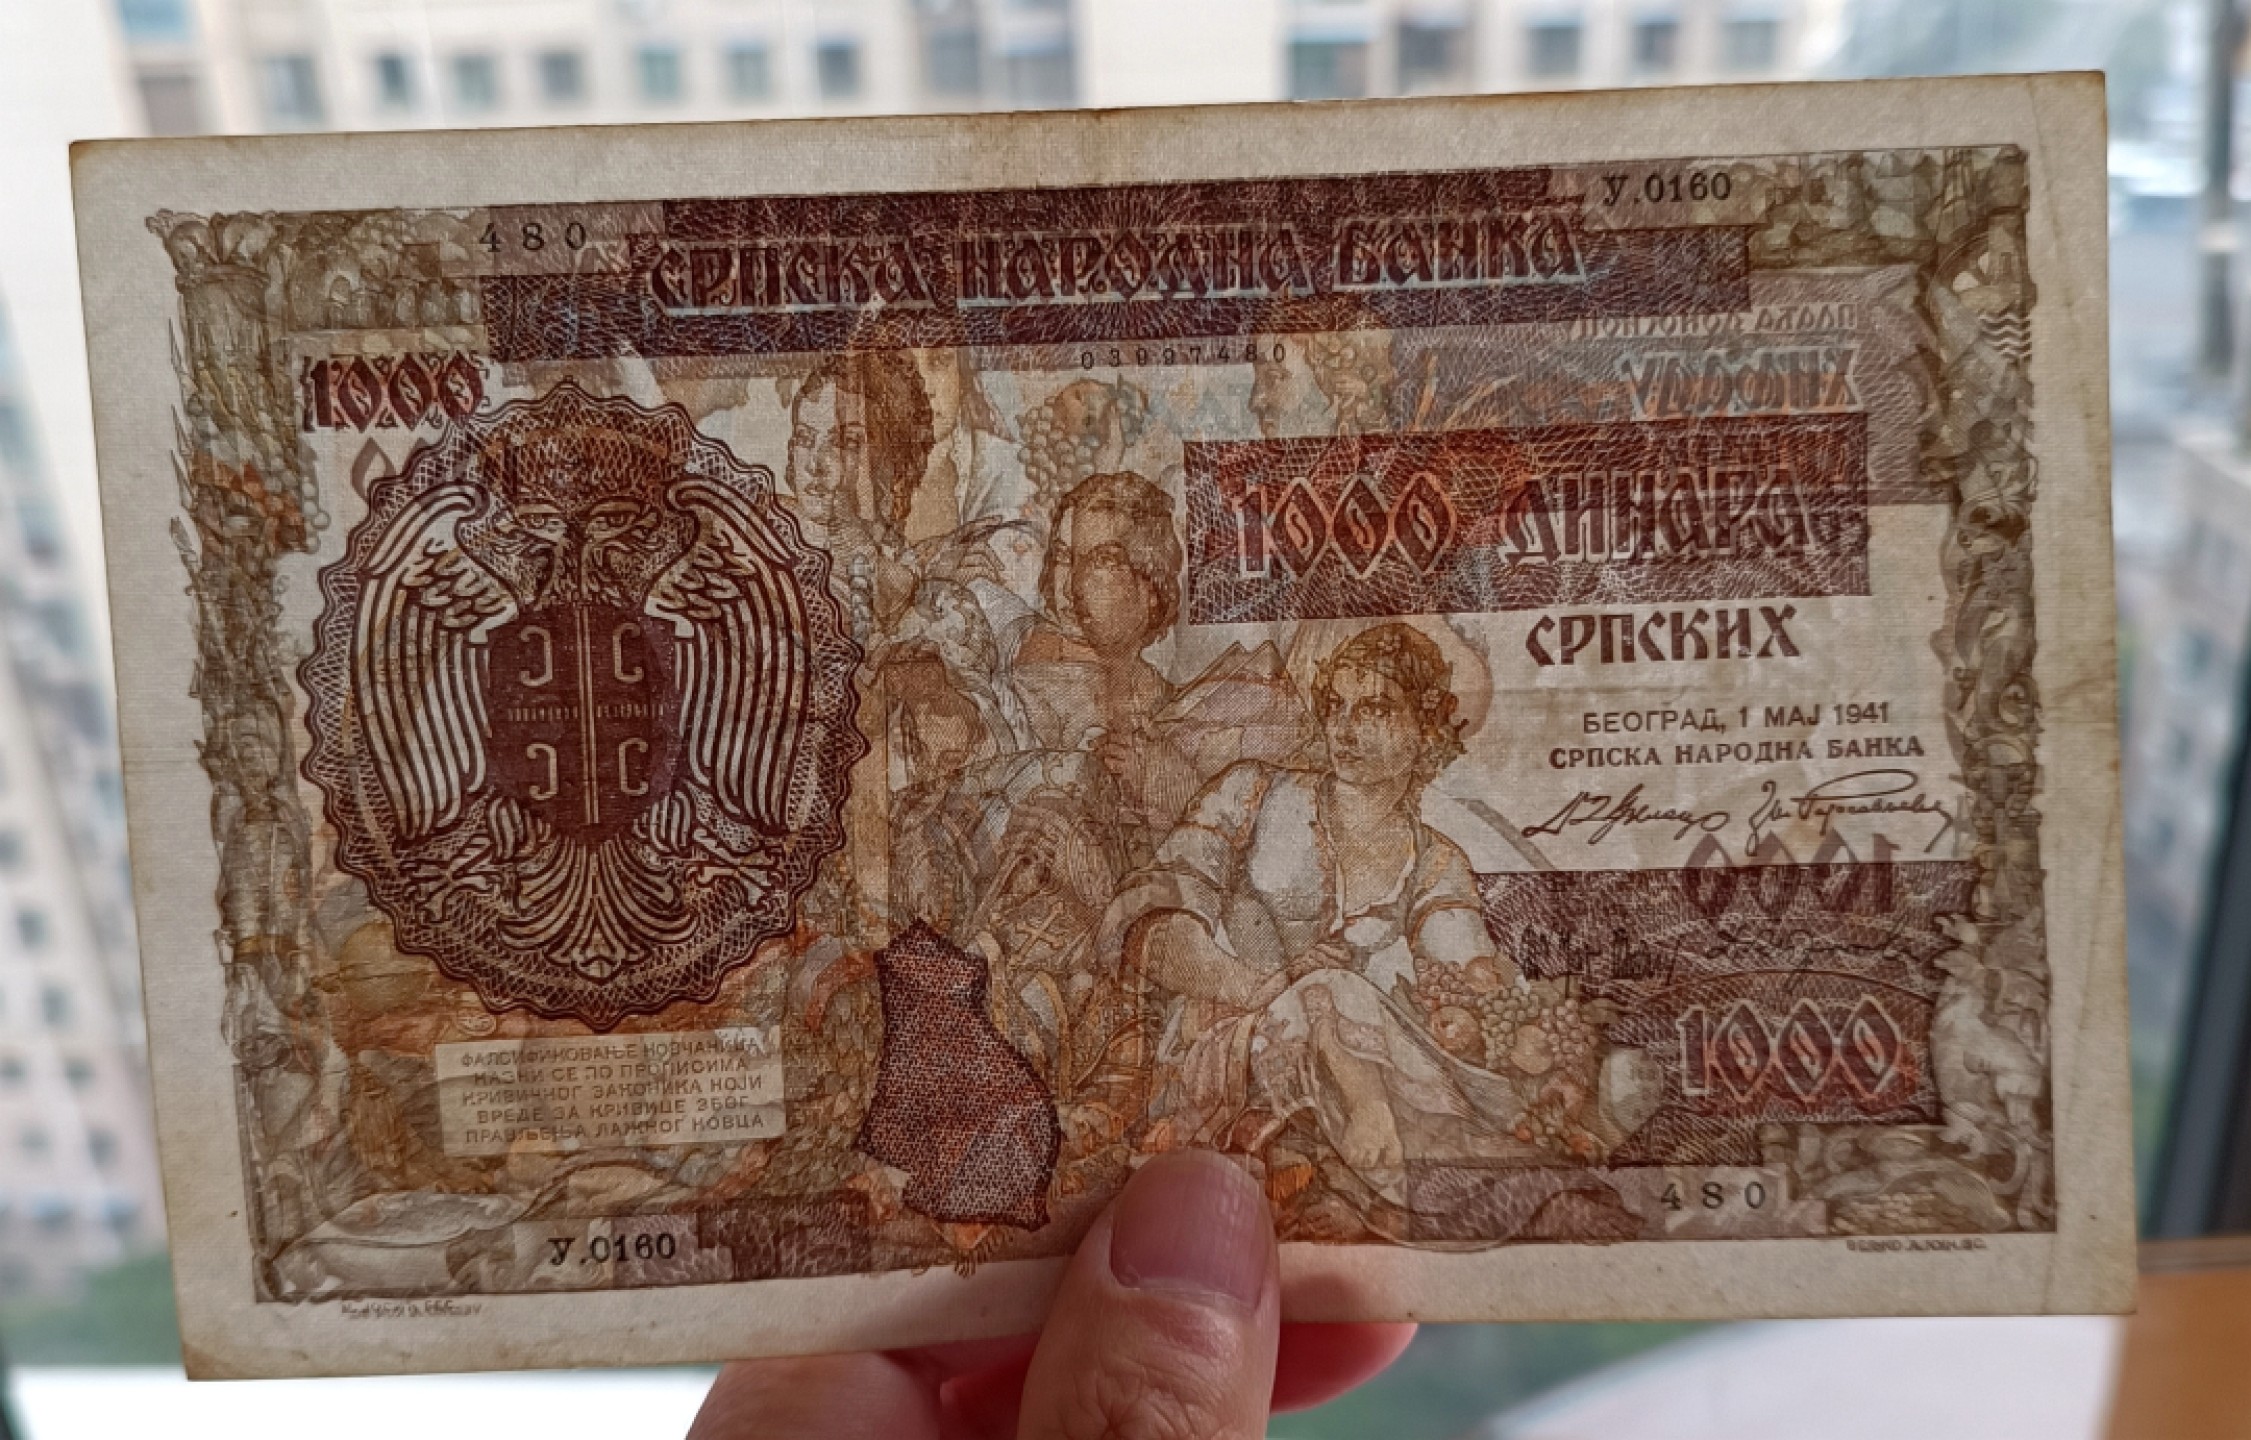 480
У.0160
СРПСКА НАРОДНА БАНКА
03997480
1000
1000 ДИНАРА
СРПСКИХ
БЕОГРАД, 1 МАЈ 1941
СРПСКА НАРОДНА БАНКА
С С
С С
1000
1000
ФАЛСИФИКОВАЊЕ НОВЧАНИЦА
КАЗНИ СЕ ПО ПРОПИСИМА
КРИВИЧНОГ ЗАКОНИКА КОЈИ
ВРЕДЕ ЗА КРИВИЦЕ ЗБОГ
ПРАВЉЕЊА ЛАЖНОГ НОВЦА
480
У.0160